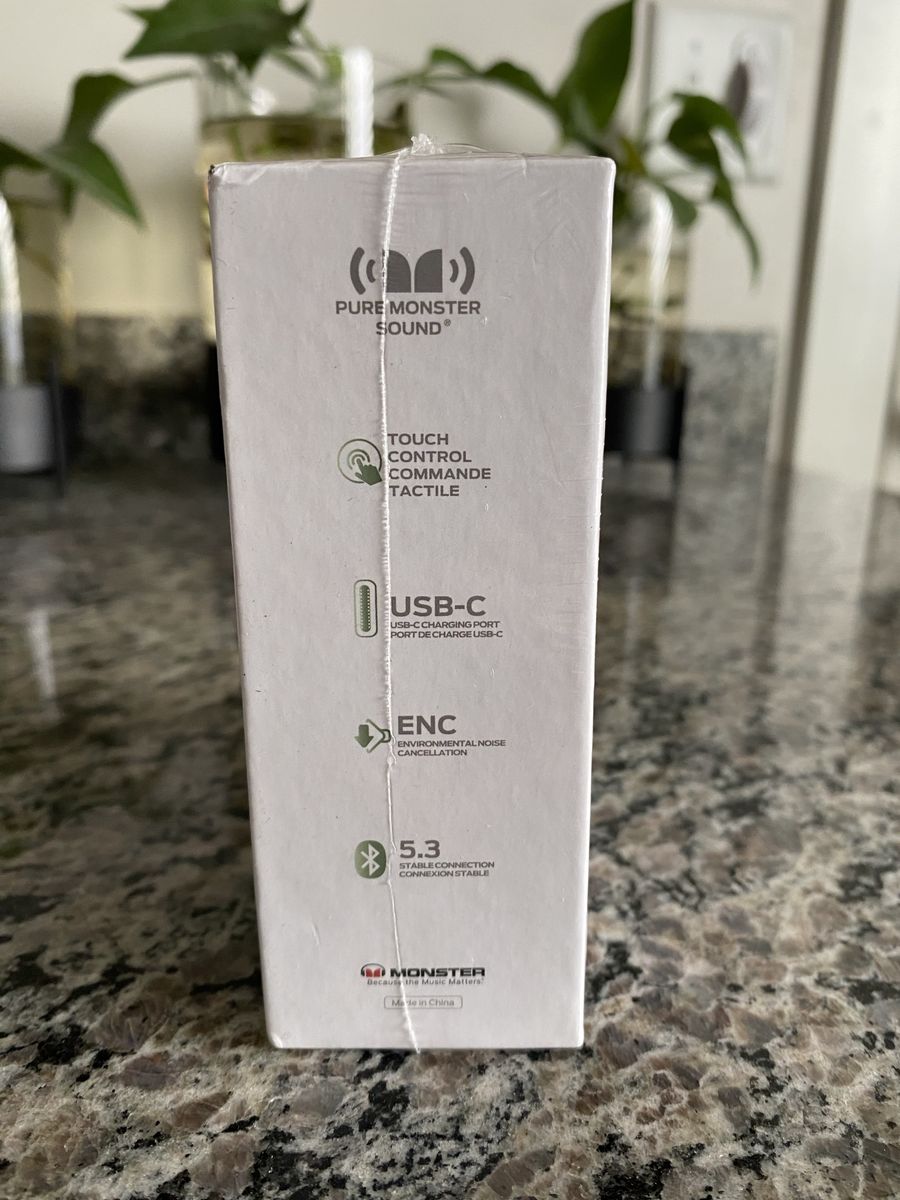 PURE MONSTER
SOUND®
TOUCH
CONTROL
COMMANDE
TACTILE
USB-C
USB-C CHARGING PORT
PORT DE CHARGE USB-C
ENC
ENVIRONMENTAL NOISE
CANCELLATION
5.3
STABLE CONNECTION
CONNEXION STABLE
MONSTER
Because the Music Matters.
Made in China